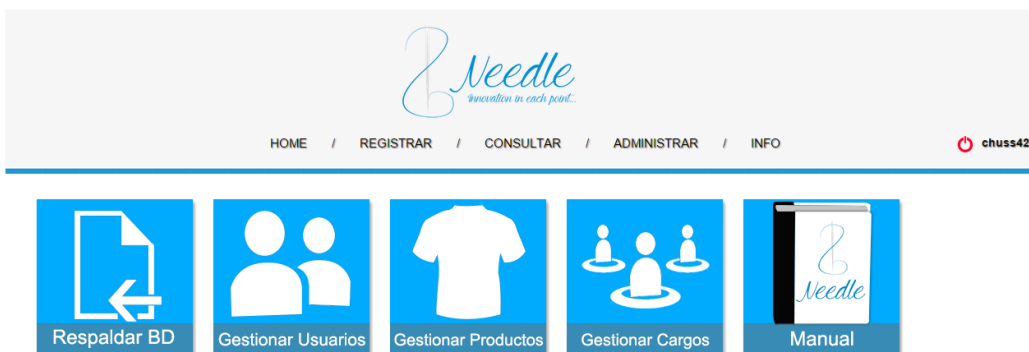 Needle
Innovation in each point...
HOME / REGISTRAR / CONSULTAR / ADMINISTRAR / INFO
chuss42
Needle
Respaldar BD
Gestionar Usuarios
Gestionar Productos
Gestionar Cargos
Manual